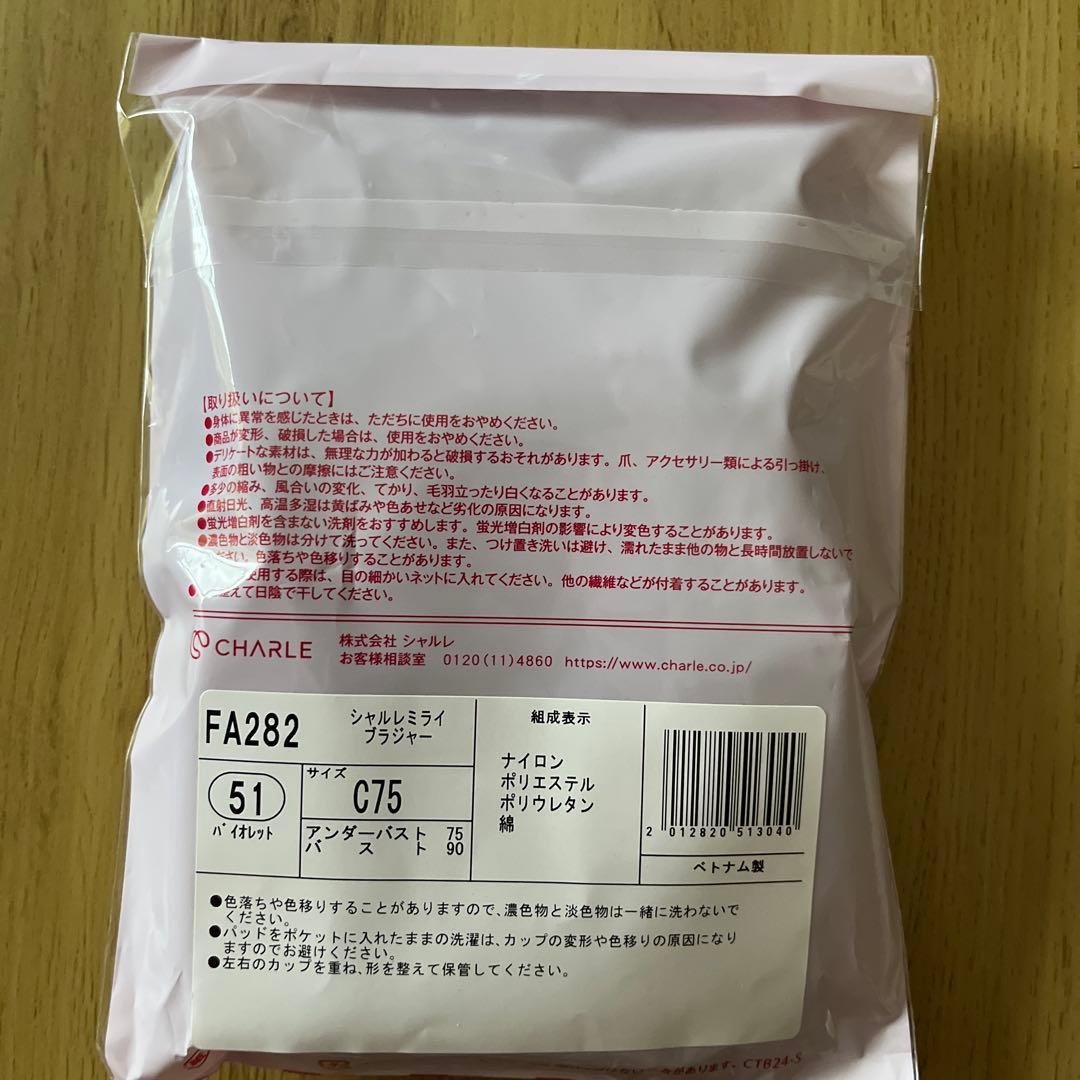 【取り扱いについて】
●身体に異常を感じたときは、ただちに使用をおやめください。
●商品が変形、破損した場合は、使用をおやめください。
●デリケートな素材は、無理な力が加わると破損するおそれがあります。爪、アクセサリー類による引っ掛け、
表面の粗い物との摩擦にはご注意ください。
●多少の縮み、風合いの変化、てかり、毛羽立ったり白くなることがあります。
●直射日光、高温多湿は黄ばみや色あせなど劣化の原因になります。
●蛍光増白剤を含まない洗剤をおすすめします。蛍光増白剤の影響により変色することがあります。
●濃色物と淡色物は分けて洗ってください。また、つけ置き洗いは避け、濡れたまま他の物と長時間放置しないで
ださい。色落ちや色移りすることがあります。
使用する際は、目の細かいネットに入れてください。他の繊維などが付着することがあります。
えて日陰で干してください。
CHARLE 株式会社 シャルレ
お客様相談室 0120(11)4860 https://www.charle.co.jp/
FA282 シャルレミライ
ブラジャー
51
バイオレット
サイズ
C75
アンダーバスト 75
バスト 90
組成表示
ナイロン
ポリエステル
ポリウレタン
綿
2 012820 513040
ベトナム製
●色落ちや色移りすることがありますので、濃色物と淡色物は一緒に洗わないで
ください。
●パッドをポケットに入れたままの洗濯は、カップの変形や色移りの原因になり
ますのでお避けください。
●左右のカップを重ね、形を整えて保管してください。
があります。CTB24-S